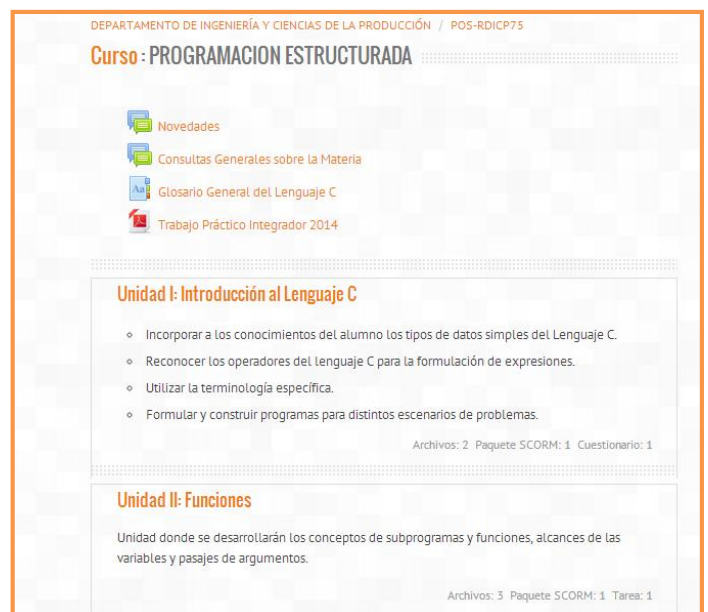 DEPARTAMENTO DE INGENIERÍA Y CIENCIAS DE LA PRODUCCIÓN / POS-RDICP75
Curso : PROGRAMACION ESTRUCTURADA
Novedades
Consultas Generales sobre la Materia
Glosario General del Lenguaje C
Trabajo Práctico Integrador 2014
Unidad I: Introducción al Lenguaje C
Incorporar a los conocimientos del alumno los tipos de datos simples del Lenguaje C.
Reconocer los operadores del lenguaje C para la formulación de expresiones.
Utilizar la terminología específica.
Formular y construir programas para distintos escenarios de problemas.
Archivos: 2 Paquete SCORM: 1 Cuestionario: 1
Unidad II: Funciones
Unidad donde se desarrollarán los conceptos de subprogramas y funciones, alcances de las
variables y pasajes de argumentos.
Archivos: 3 Paquete SCORM: 1 Tarea: 1